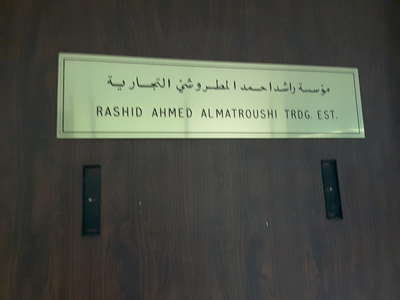 مؤسسة راشد احمد المطروشي التجارية
RASHID AHMED ALMATROUSHI TRDG. EST.